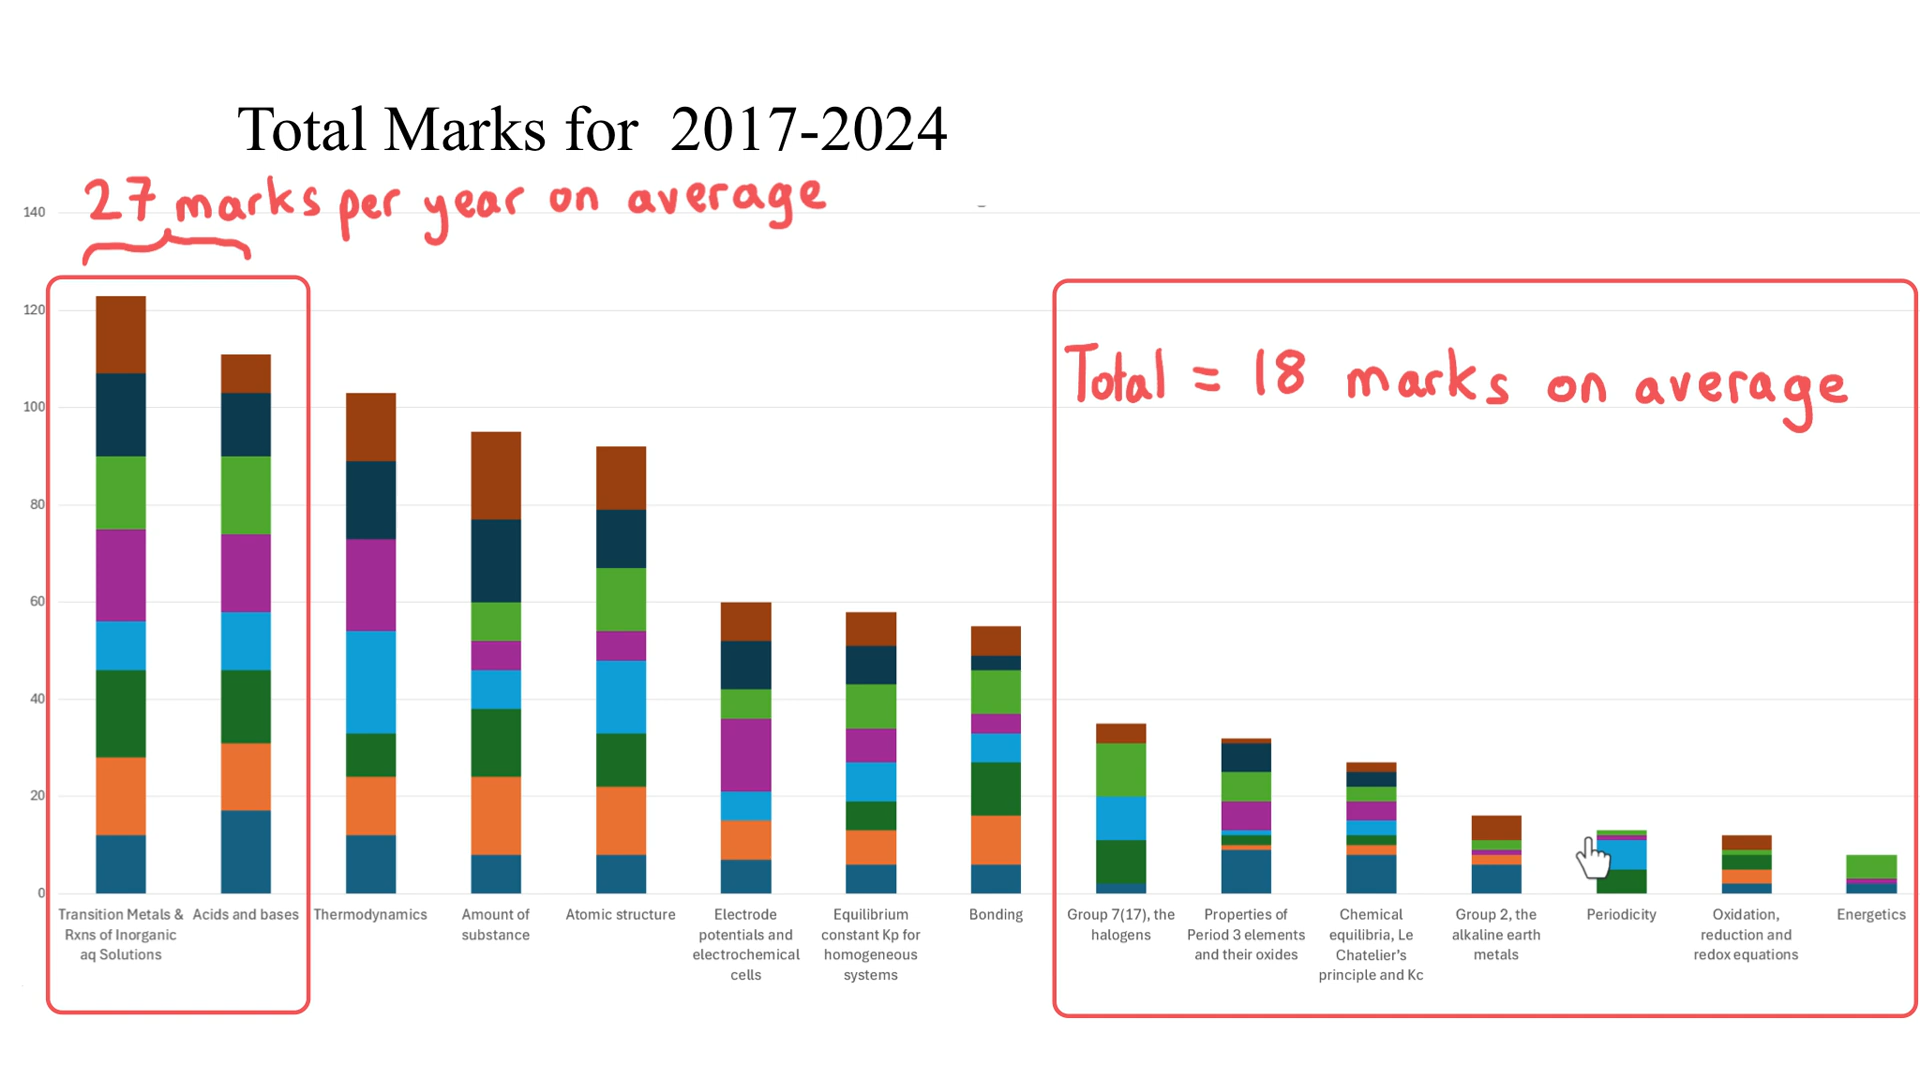 Total Marks for 2017-2024
27 marks per year on average
140
120
100
80
60
40
20
0
Total = 18 marks on average
Transition Metals &
Rxns of Inorganic
aq Solutions
Acids and bases
Thermodynamics
Amount of
substance
Atomic structure
Electrode
potentials and
electrochemical
cells
Equilibrium
constant Kp for
homogeneous
systems
Bonding
Group 7(17), the
halogens
Properties of
Period 3 elements
and their oxides
Chemical
equilibria, Le
Chatelier's
principle and Kc
Group 2, the
alkaline earth
metals
Periodicity
Oxidation,
reduction and
redox equations
Energetics